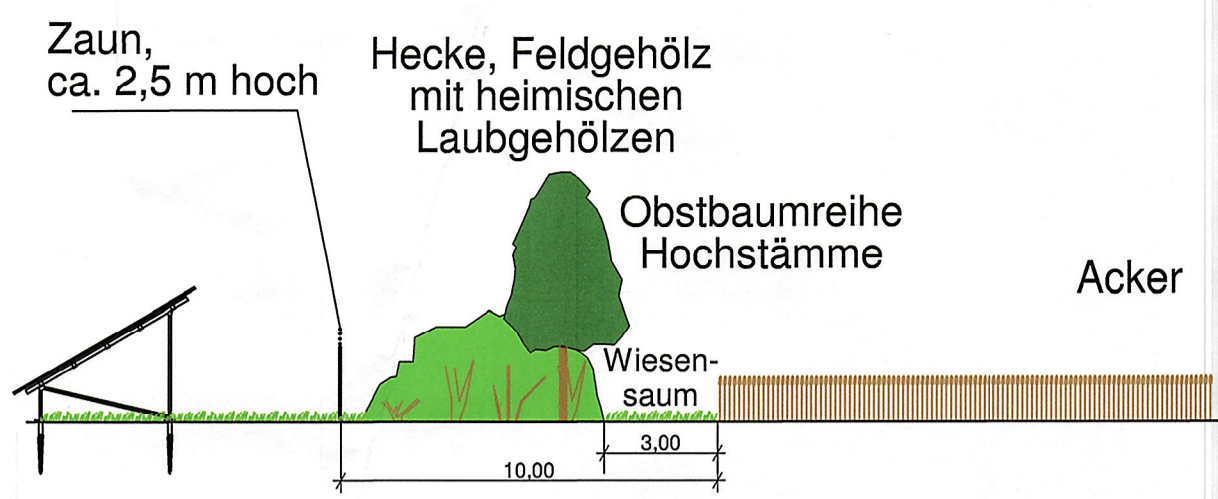 Zaun,
ca. 2,5 m hoch
Hecke, Feldgehölz
mit heimischen
Laubgehölzen
Obstbaumreihe
Hochstämme
Acker
Wiesen-
saum
3,00
10,00